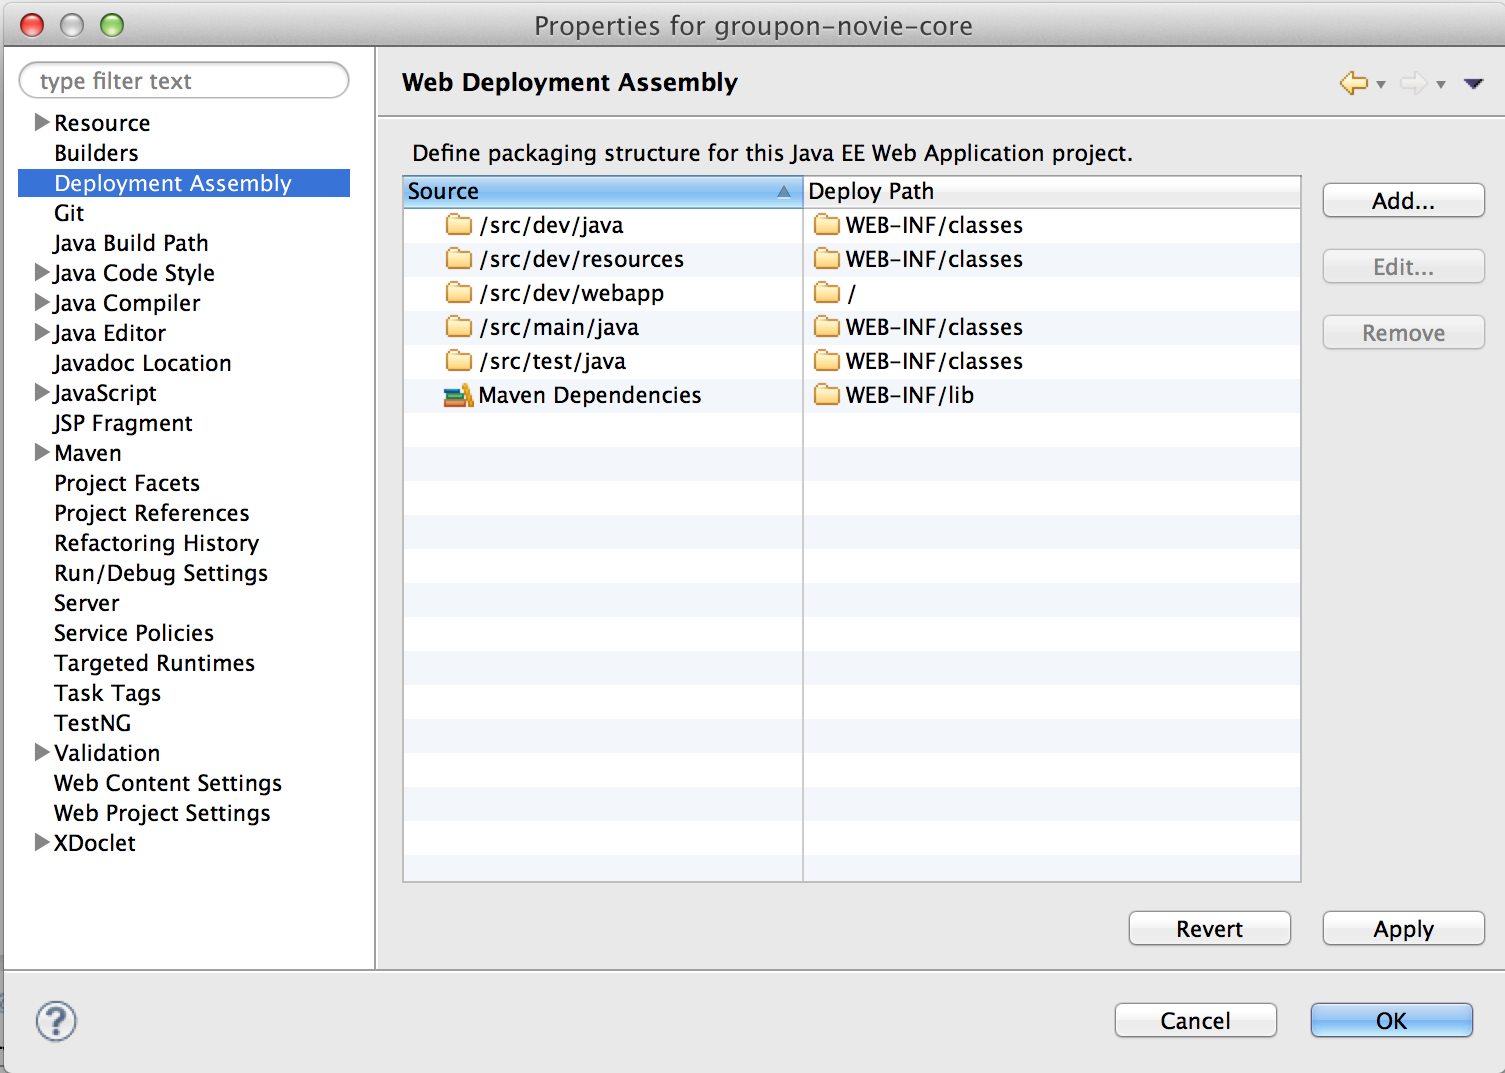 Properties for groupon-novie-core
type filter text
Resource
Builders
Deployment Assembly
Git
Java Build Path
Java Code Style
Java Compiler
Java Editor
Javadoc Location
JavaScript
JSP Fragment
Maven
Project Facets
Project References
Refactoring History
Run/Debug Settings
Server
Service Policies
Targeted Runtimes
Task Tags
TestNG
Validation
Web Content Settings
Web Project Settings
XDoclet
Web Deployment Assembly
Define packaging structure for this Java EE Web Application project.
Source Deploy Path
/src/dev/java WEB-INF/classes
/src/dev/resources WEB-INF/classes
/src/dev/webapp /
/src/main/java WEB-INF/classes
/src/test/java WEB-INF/classes
Maven Dependencies WEB-INF/lib
Add...
Edit...
Remove
Revert Apply
? Cancel OK